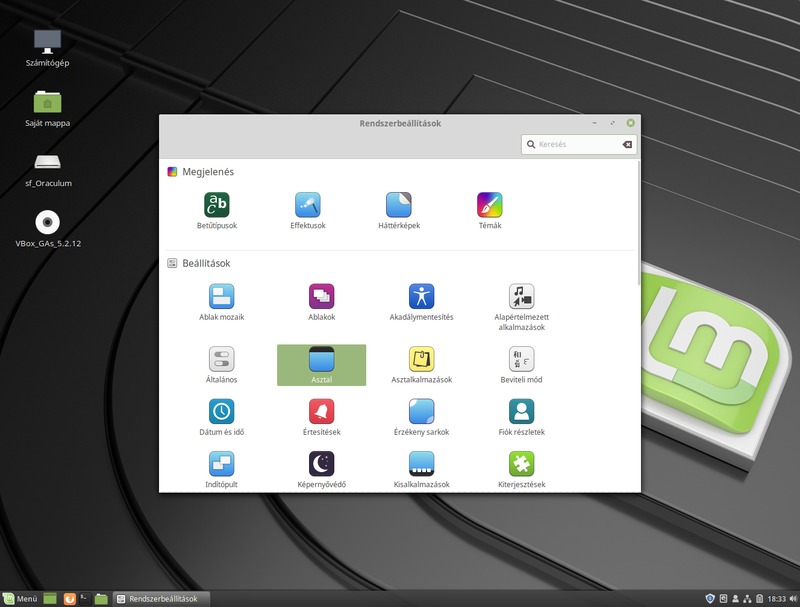 Számítógép
Saját mappa
sf_Oraculum
VBox_GAs_5.2.12
Rendszerbeállítások
Keresés
Megjelenés
Betűtípusok
Effektusok
Háttérképek
Témák
Beállítások
Ablak mozaik
Ablakok
Akadálymentesítés
Alapértelmezett
alkalmazások
Általános
Asztal
Asztalkalmazások
Beviteli mód
Dátum és idő
Értesítések
Érzékeny sarkok
Fiók részletek
Indítópult
Képernyővédő
Kisalkalmazások
Kiterjesztések
Menü
Rendszerbeállítások
18:33